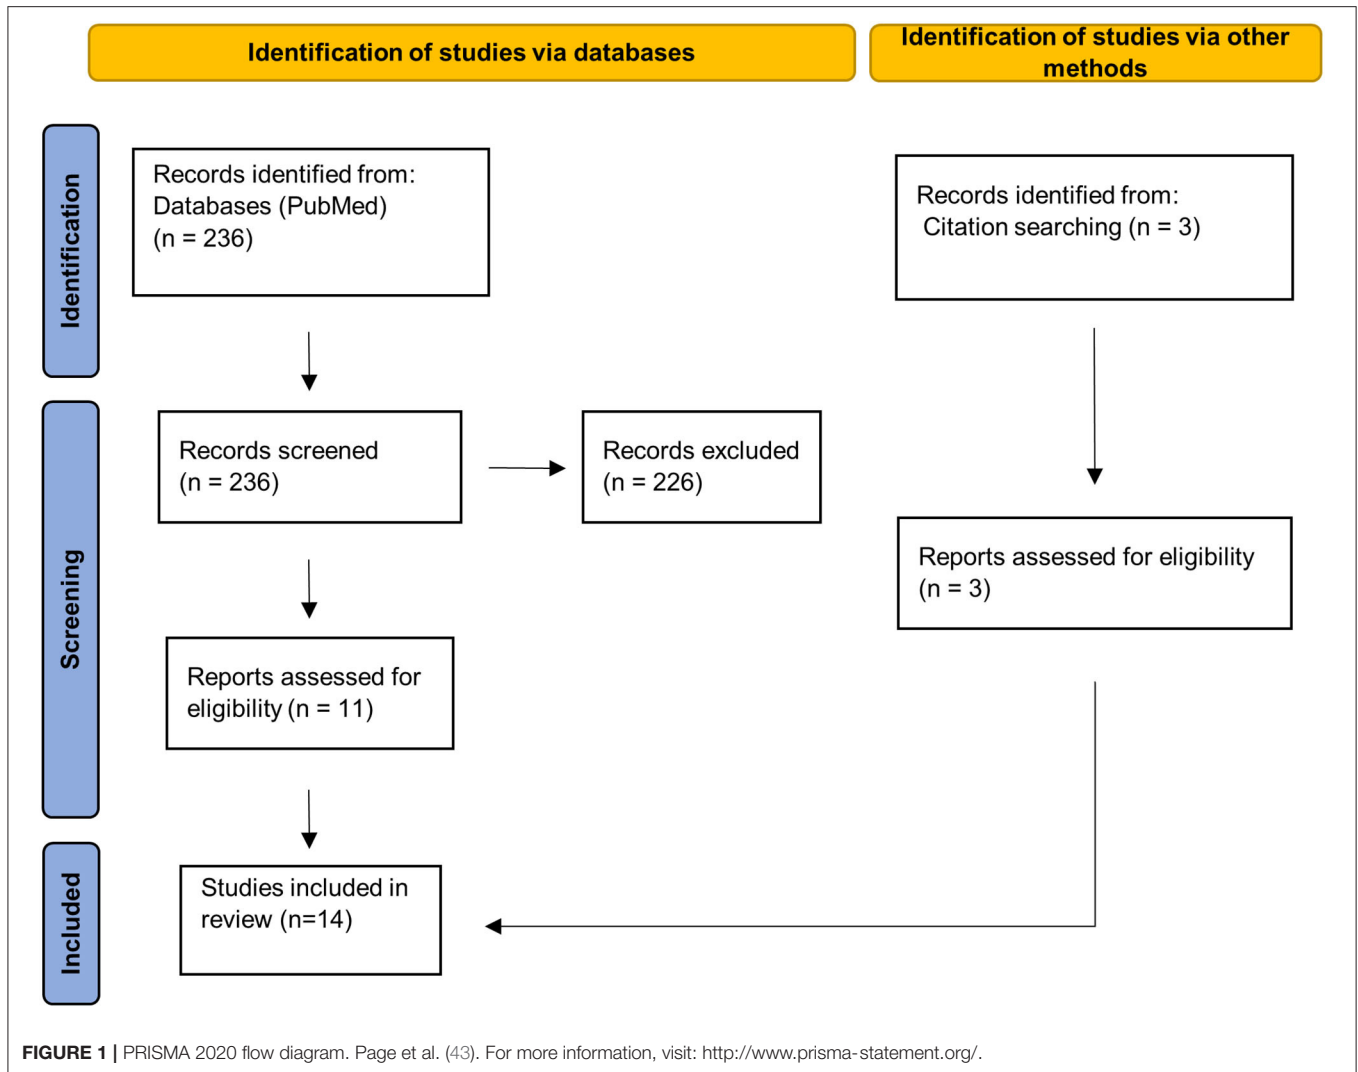 Identification of studies via databases
Identification of studies via other
methods
Identification
Records identified from:
Databases (PubMed)
(n = 236)
Records identified from:
Citation searching (n = 3)
Screening
Records screened
(n = 236)
Records excluded
(n = 226)
Reports assessed for eligibility
(n = 3)
Reports assessed for
eligibility (n = 11)
Included
Studies included in
review (n=14)
FIGURE 1 | PRISMA 2020 flow diagram. Page et al. (43). For more information, visit: http://www.prisma-statement.org/.